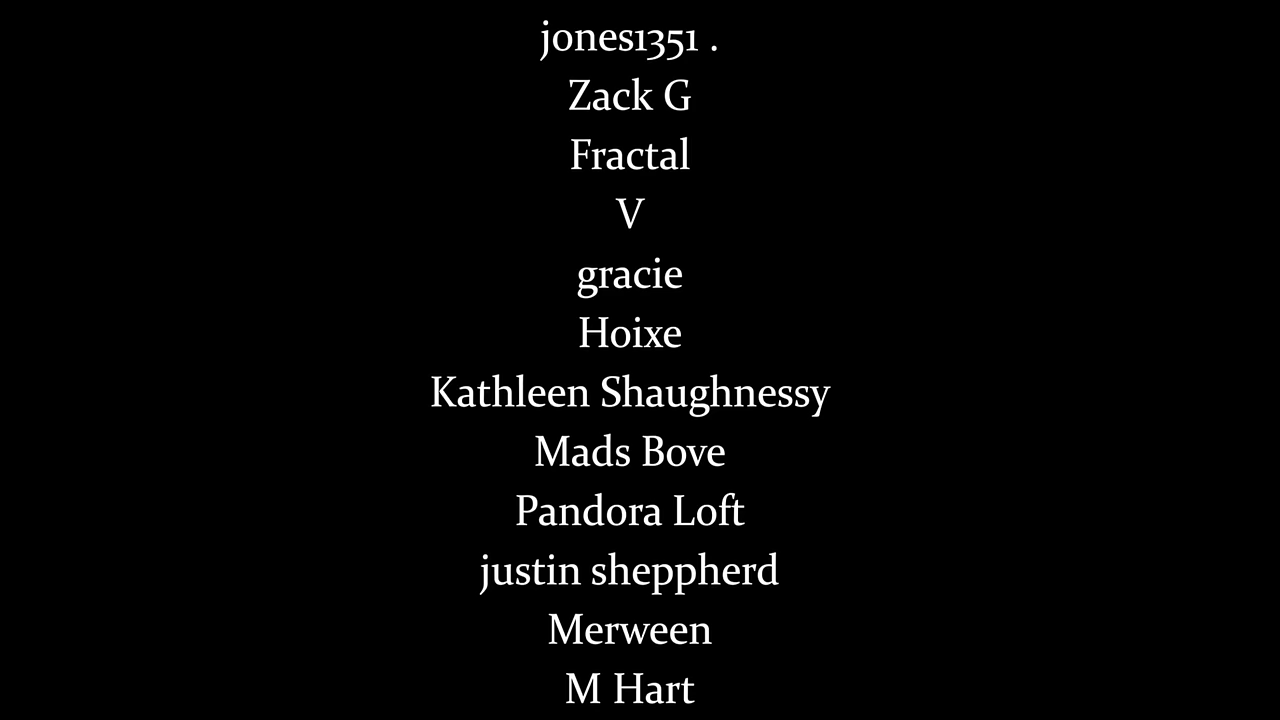 jones1351 .
Zack G
Fractal
V
gracie
Hoixe
Kathleen Shaughnessy
Mads Bove
Pandora Loft
justin sheppherd
Merween
M Hart